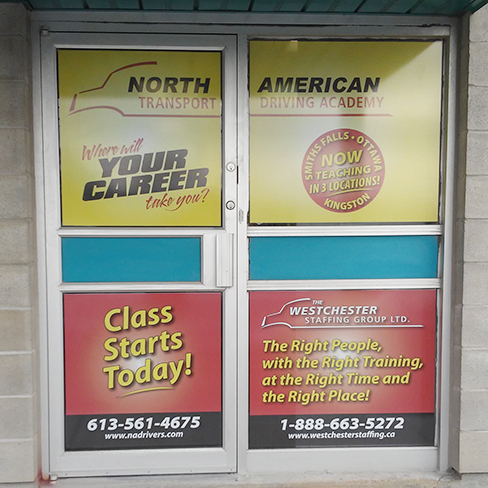 NORTH AMERICAN
TRANSPORT DRIVING ACADEMY
Where will
YOUR
CAREER
take you?
SMITHS FALLS • OTTAWA
NOW
TEACHING
IN 3 LOCATIONS!
KINGSTON
Class
Starts
Today!
613-561-4675
www.nadrivers.com
THE
WESTCHESTER
STAFFING GROUP LTD.
The Right People,
with the Right Training,
at the Right Time and
the Right Place!
1-888-663-5272
www.westchesterstaffing.ca